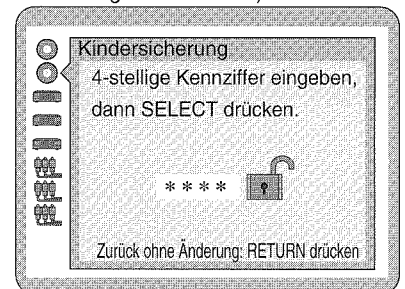 Kindersicherung
4-stellige Kennziffer eingeben,
dann SELECT drücken.
* * * *
Zurück ohne Änderung: RETURN drücken